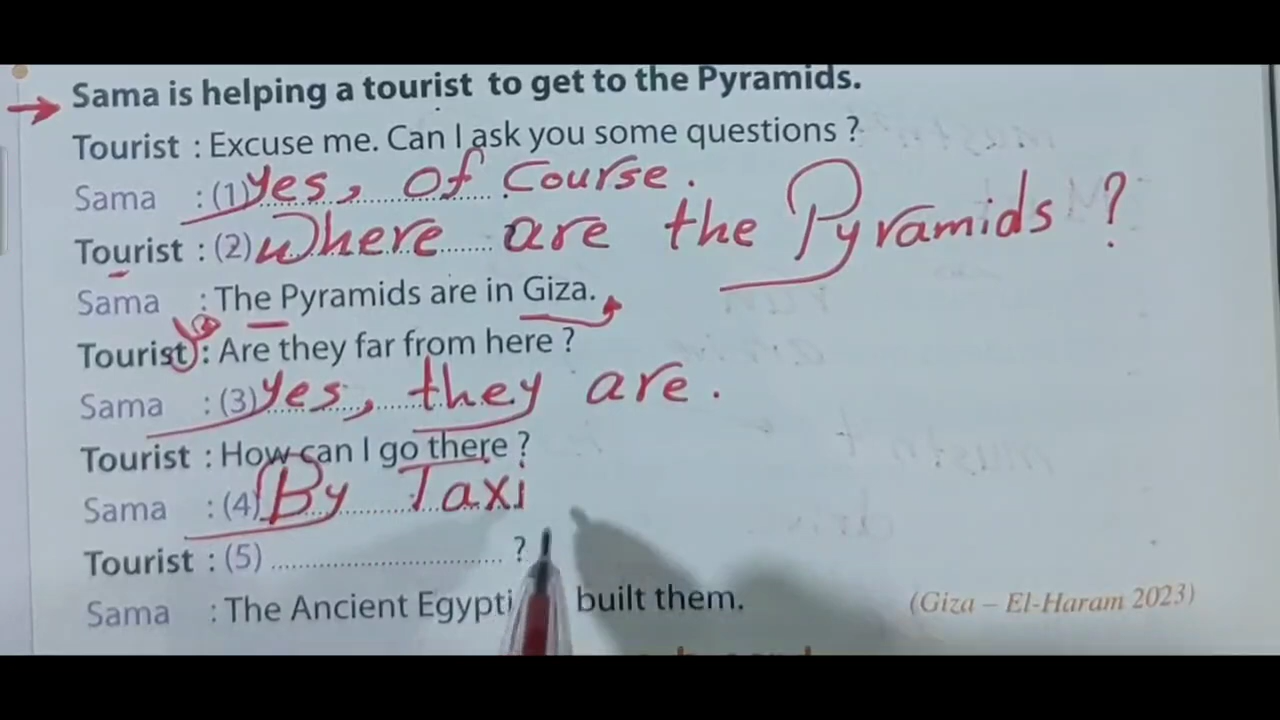 Sama is helping a tourist to get to the Pyramids.
Tourist : Excuse me. Can I ask you some questions ?
Sama : (1) Yes, of course.
Tourist : (2) Where are the Pyramids ?
Sama : The Pyramids are in Giza.
Tourist : Are they far from here ?
Sama : (3) Yes, they are.
Tourist : How can I go there ?
Sama : (4) By Taxi
Tourist : (5) ................................ ?
Sama : The Ancient Egypti built them.
(Giza – El-Haram 2023)